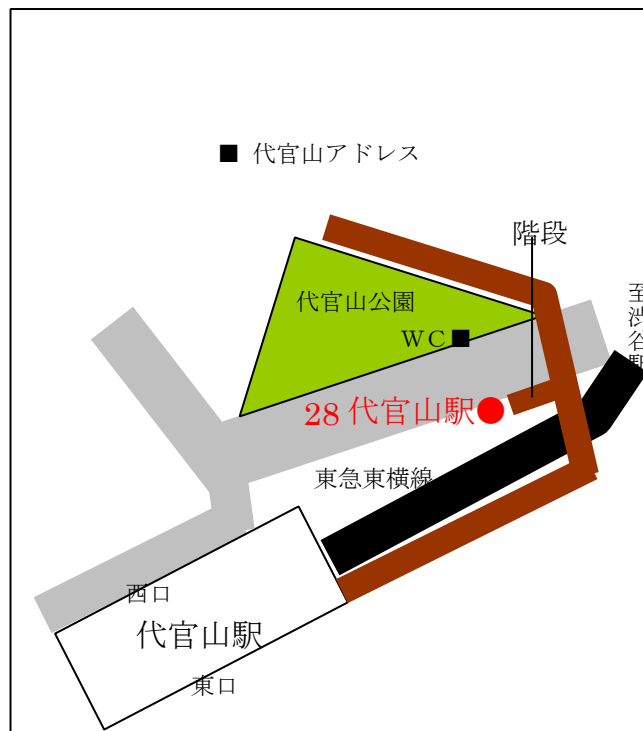 ■ 代官山アドレス
階段
至渋谷駅
代官山公園
ＷＣ■
28 代官山駅●
東急東横線
西口
代官山駅
東口